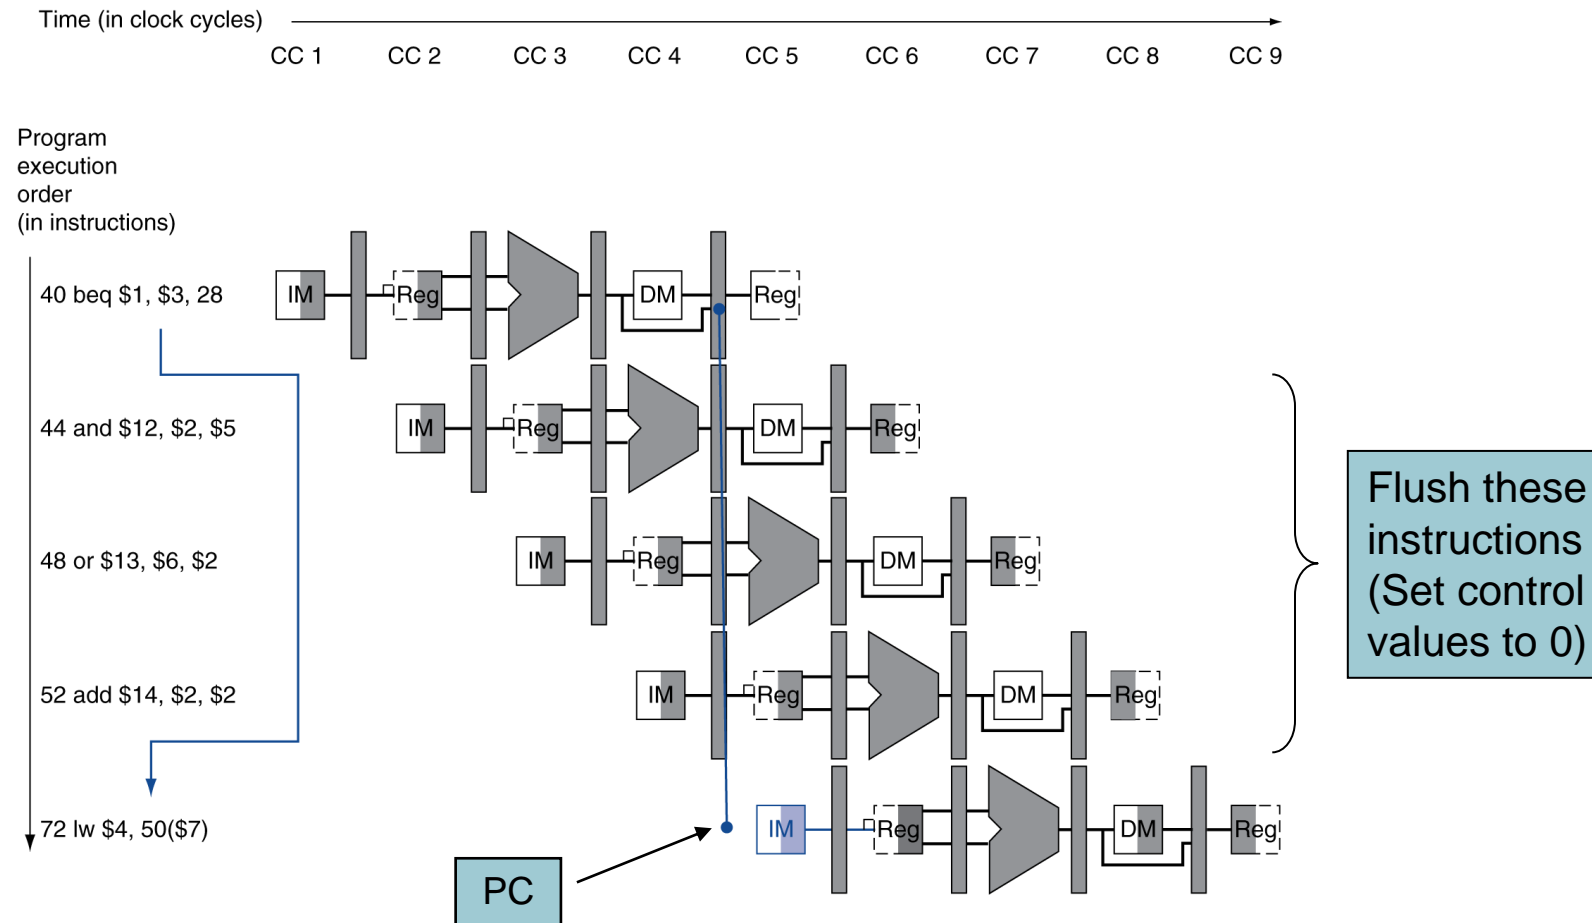 Time (in clock cycles)
CC 1 CC 2 CC 3 CC 4 CC 5 CC 6 CC 7 CC 8 CC 9
Program
execution
order
(in instructions)
40 beq $1, $3, 28
IM Reg DM Reg
44 and $12, $2, $5
IM Reg DM Reg
48 or $13, $6, $2
IM Reg DM Reg
52 add $14, $2, $2
IM Reg DM Reg
72 lw $4, 50($7)
IM Reg DM Reg
PC
Flush these
instructions
(Set control
values to 0)